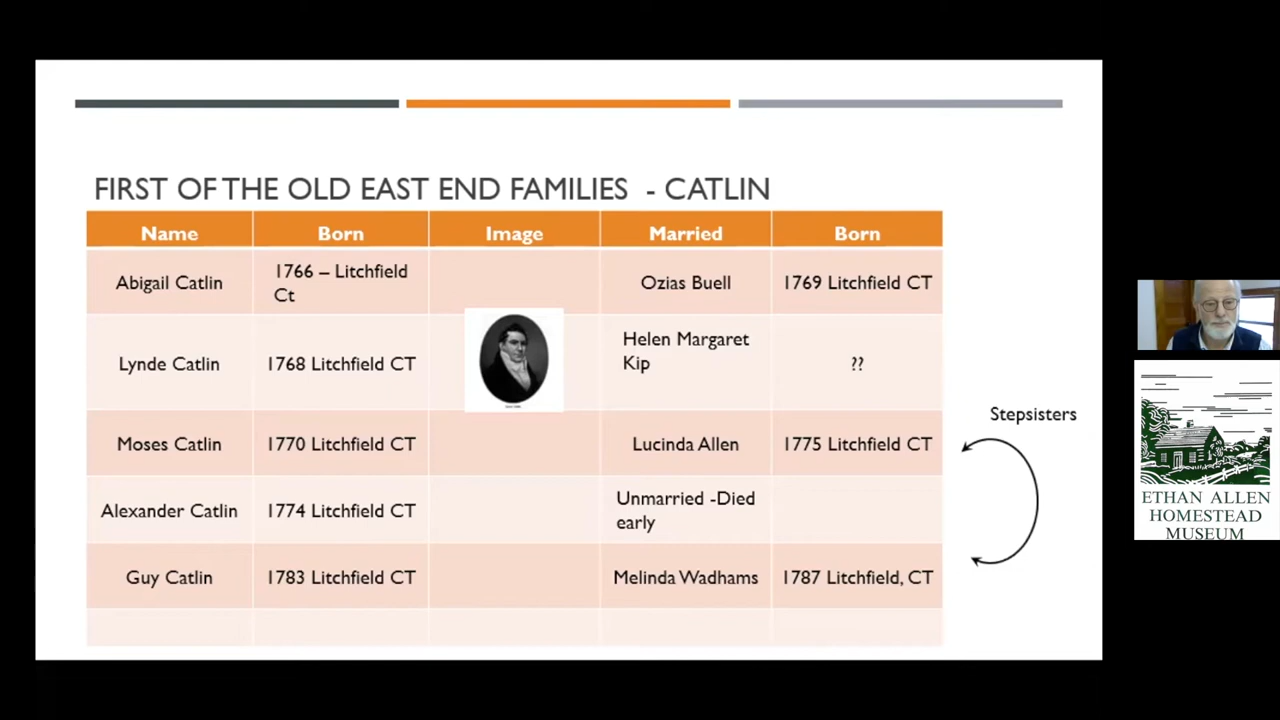 FIRST OF THE OLD EAST END FAMILIES - CATLIN
Name Born Image Married Born
Abigail Catlin 1766 – Litchfield Ct Ozias Buell 1769 Litchfield CT
Lynde Catlin 1768 Litchfield CT Helen Margaret Kip ??
Moses Catlin 1770 Litchfield CT Lucinda Allen 1775 Litchfield CT
Alexander Catlin 1774 Litchfield CT Unmarried -Died early
Guy Catlin 1783 Litchfield CT Melinda Wadhams 1787 Litchfield, CT
Stepsisters
ETHAN ALLEN
HOMESTEAD
MUSEUM